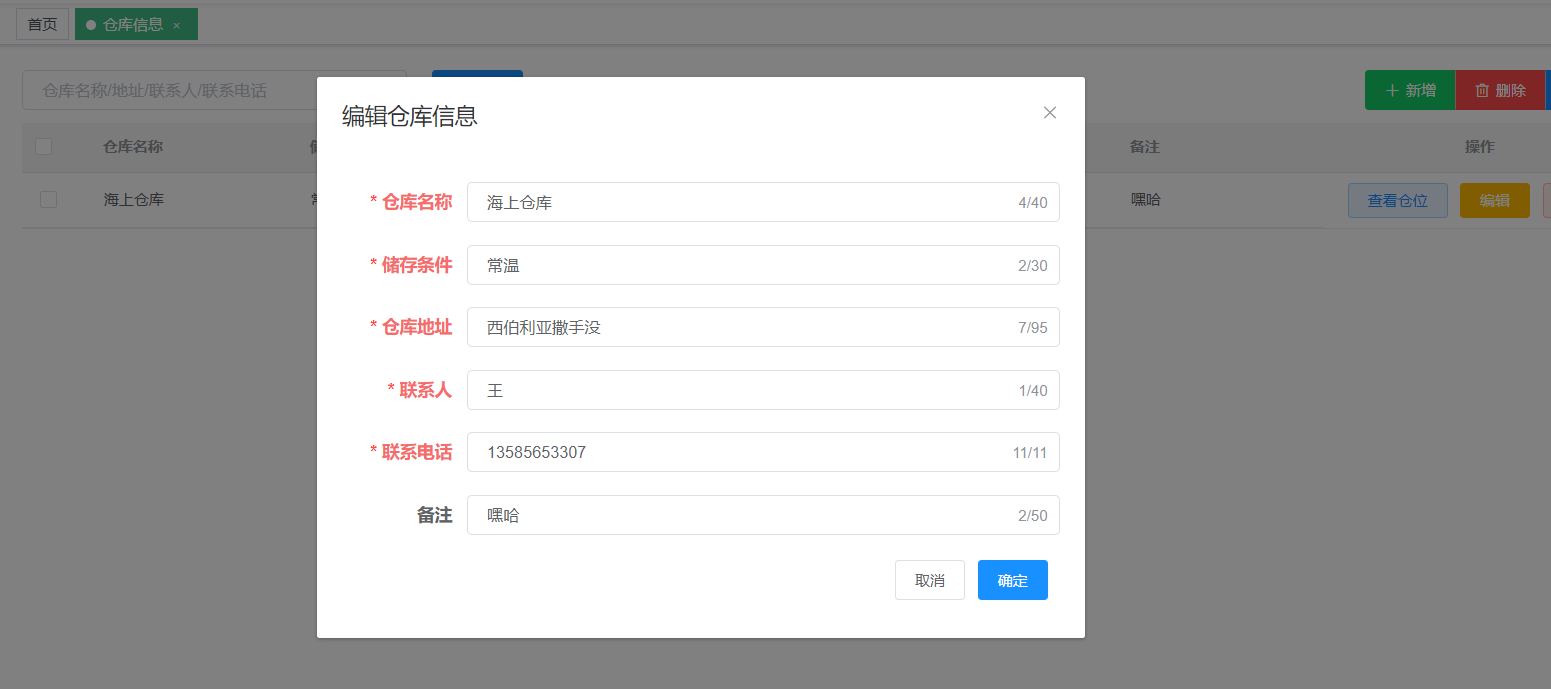 首页
仓库信息 ×
仓库名称/地址/联系人/联系电话
新增
删除
仓库名称
备注
操作
海上仓库
嘿哈
查看仓位
编辑
编辑仓库信息
* 仓库名称
海上仓库
4/40
* 储存条件
常温
2/30
* 仓库地址
西伯利亚撒手没
7/95
* 联系人
王
1/40
* 联系电话
13585653307
11/11
备注
嘿哈
2/50
取消
确定